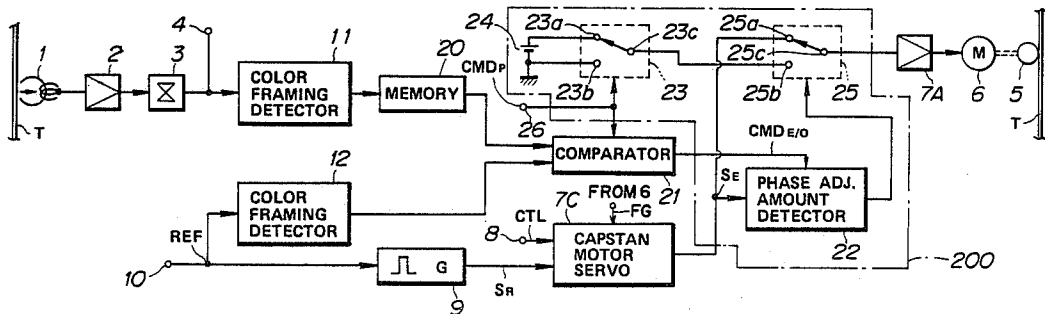 24
23a
23c
25a
1
2
3
4
11
20
CMDP
25c
7A
M
6
5
COLOR
FRAMING
DETECTOR
MEMORY
26
23b
23
25b
25
T
T
COMPARATOR
21
CMDE/O
12
COLOR
FRAMING
DETECTOR
FROM 6
7C
FG
SE
PHASE ADJ.
AMOUNT
DETECTOR
22
CTL
8
CAPSTAN
MOTOR
SERVO
REF
10
G
SR
9
200